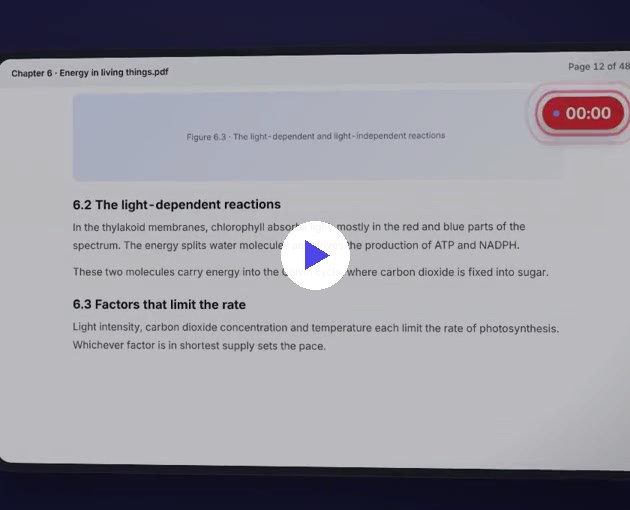 Chapter 6 · Energy in living things.pdf
Page 12 of 48
00:00
Figure 6.3 · The light-dependent and light-independent reactions
6.2 The light-dependent reactions
In the thylakoid membranes, chlorophyll absorbs light, mostly in the red and blue parts of the
spectrum. The energy splits water molecules the production of ATP and NADPH.
These two molecules carry energy into the where carbon dioxide is fixed into sugar.
6.3 Factors that limit the rate
Light intensity, carbon dioxide concentration and temperature each limit the rate of photosynthesis.
Whichever factor is in shortest supply sets the pace.